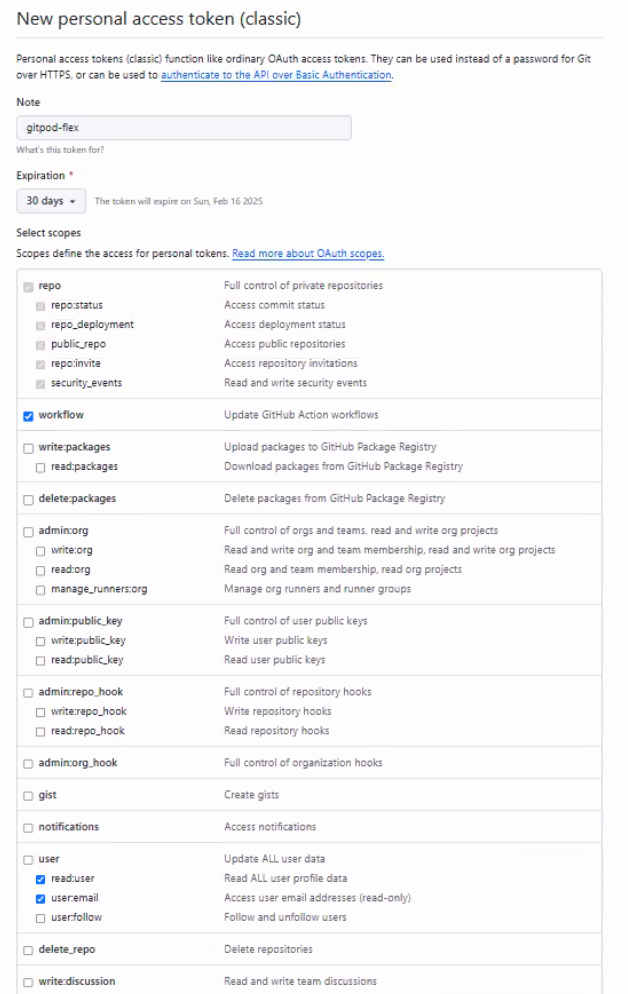 New personal access token (classic)
Personal access tokens (classic) function like ordinary OAuth access tokens. They can be used instead of a password for Git
over HTTPS, or can be used to authenticate to the API over Basic Authentication.
Note
gitpod-flex
What's this token for?
Expiration *
30 days The token will expire on Sun, Feb 16 2025
Select scopes
Scopes define the access for personal tokens. Read more about OAuth scopes.
repo Full control of private repositories
repo:status Access commit status
repo_deployment Access deployment status
public_repo Access public repositories
repo:invite Access repository invitations
security_events Read and write security events
workflow Update GitHub Action workflows
write:packages Upload packages to GitHub Package Registry
read:packages Download packages from GitHub Package Registry
delete:packages Delete packages from GitHub Package Registry
admin:org Full control of orgs and teams, read and write org projects
write:org Read and write org and team membership, read and write org projects
read:org Read org and team membership, read org projects
manage_runners:org Manage org runners and runner groups
admin:public_key Full control of user public keys
write:public_key Write user public keys
read:public_key Read user public keys
admin:repo_hook Full control of repository hooks
write:repo_hook Write repository hooks
read:repo_hook Read repository hooks
admin:org_hook Full control of organization hooks
gist Create gists
notifications Access notifications
user Update ALL user data
read:user Read ALL user profile data
user:email Access user email addresses (read-only)
user:follow Follow and unfollow users
delete_repo Delete repositories
write:discussion Read and write team discussions